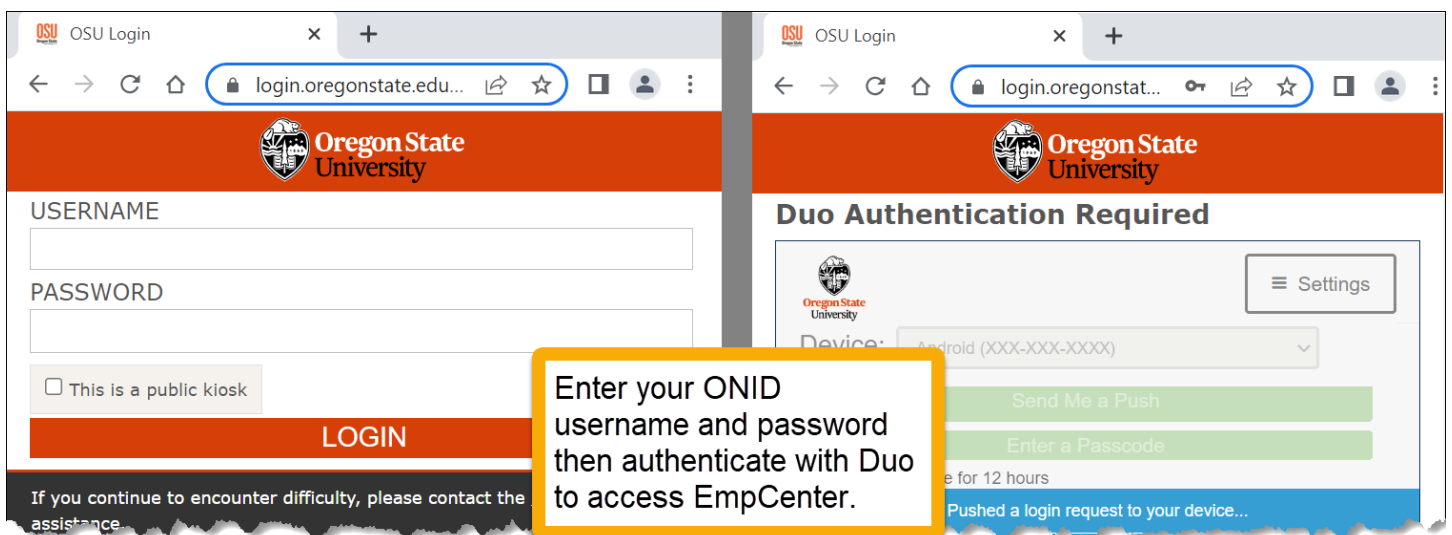 OSU Login
login.oregonstate.edu...
Oregon State
University
USERNAME
PASSWORD
This is a public kiosk
LOGIN
If you continue to encounter difficulty, please contact the
assistance.
OSU Login
login.oregonstat...
Oregon State
University
Duo Authentication Required
Oregon State
University
Settings
Device:
Android (XXX-XXX-XXXX)
Send Me a Push
Enter a Passcode
for 12 hours
Pushed a login request to your device...
Enter your ONID
username and password
then authenticate with Duo
to access EmpCenter.